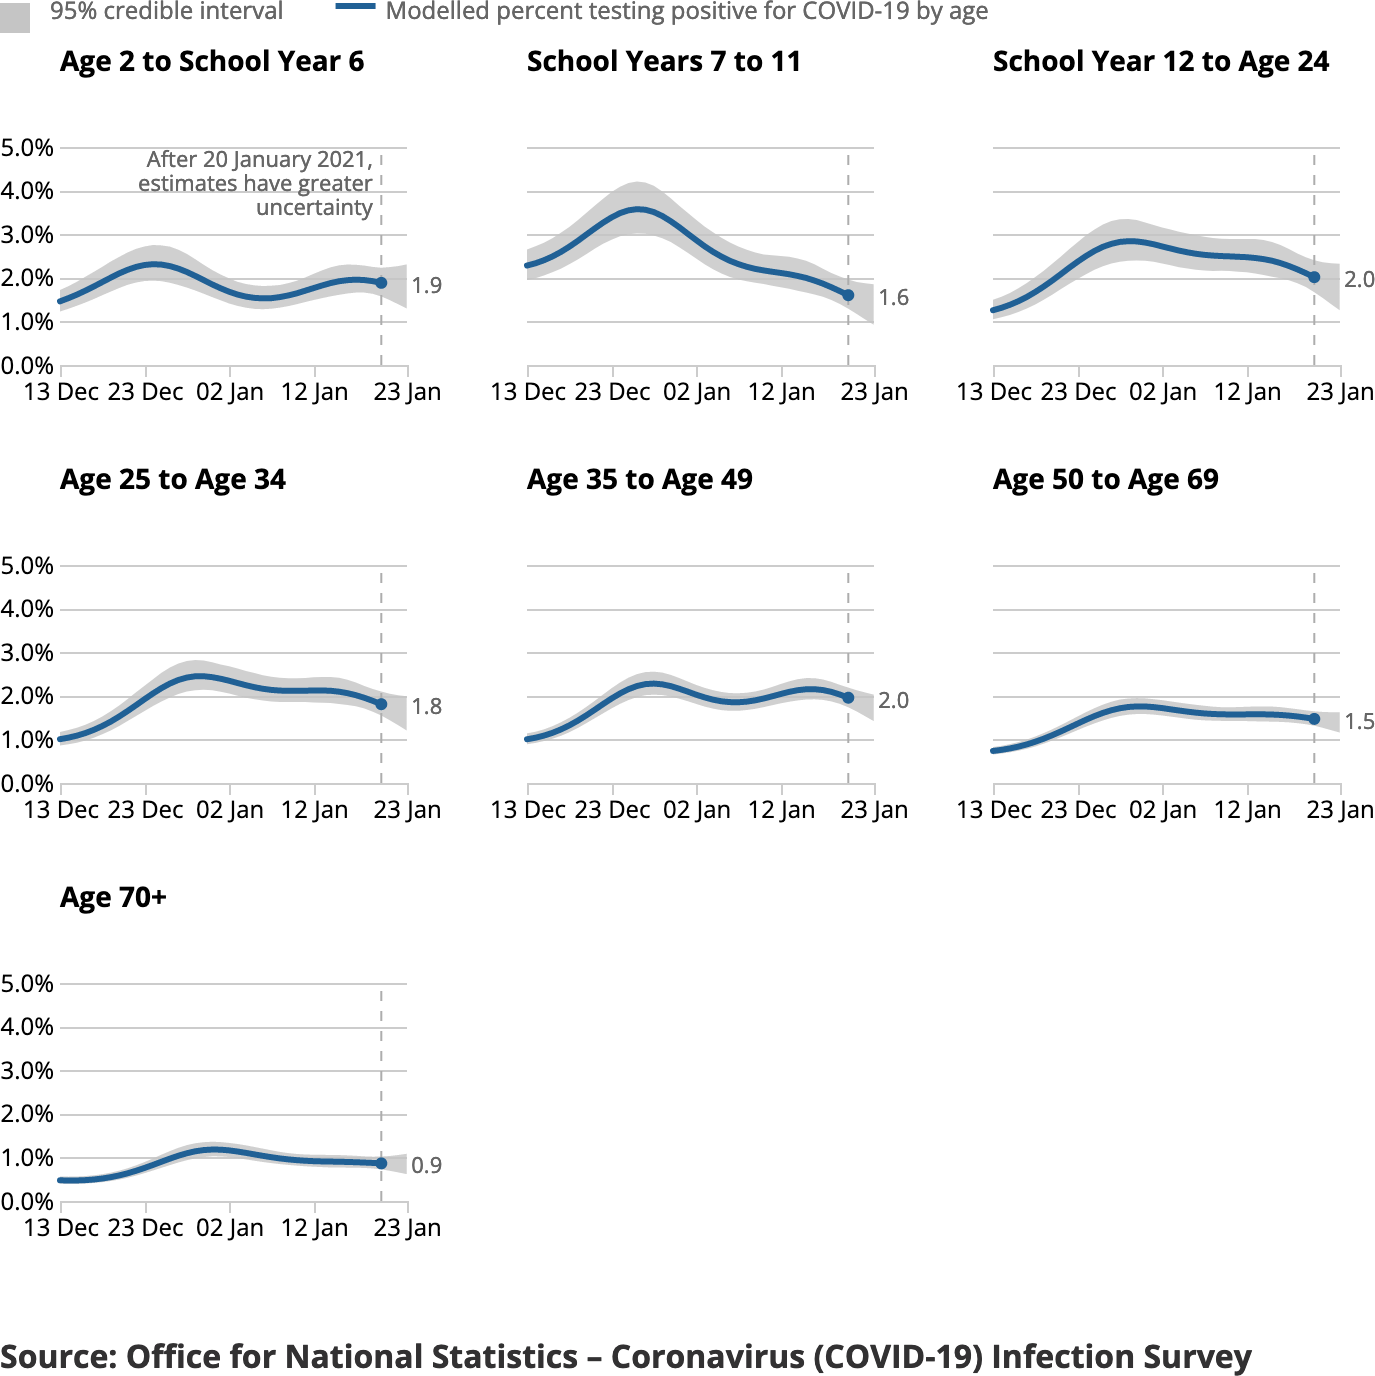 95% credible interval
Modelled percent testing positive for COVID-19 by age
Age 2 to School Year 6
School Years 7 to 11
School Year 12 to Age 24
5.0%
4.0%
3.0%
2.0%
1.0%
0.0%
After 20 January 2021,
estimates have greater
uncertainty
1.9
1.6
2.0
13 Dec 23 Dec 02 Jan 12 Jan 23 Jan
13 Dec 23 Dec 02 Jan 12 Jan 23 Jan
13 Dec 23 Dec 02 Jan 12 Jan 23 Jan
Age 25 to Age 34
Age 35 to Age 49
Age 50 to Age 69
5.0%
4.0%
3.0%
2.0%
1.0%
0.0%
1.8
2.0
1.5
13 Dec 23 Dec 02 Jan 12 Jan 23 Jan
13 Dec 23 Dec 02 Jan 12 Jan 23 Jan
13 Dec 23 Dec 02 Jan 12 Jan 23 Jan
Age 70+
5.0%
4.0%
3.0%
2.0%
1.0%
0.0%
0.9
13 Dec 23 Dec 02 Jan 12 Jan 23 Jan
Source: Office for National Statistics – Coronavirus (COVID-19) Infection Survey